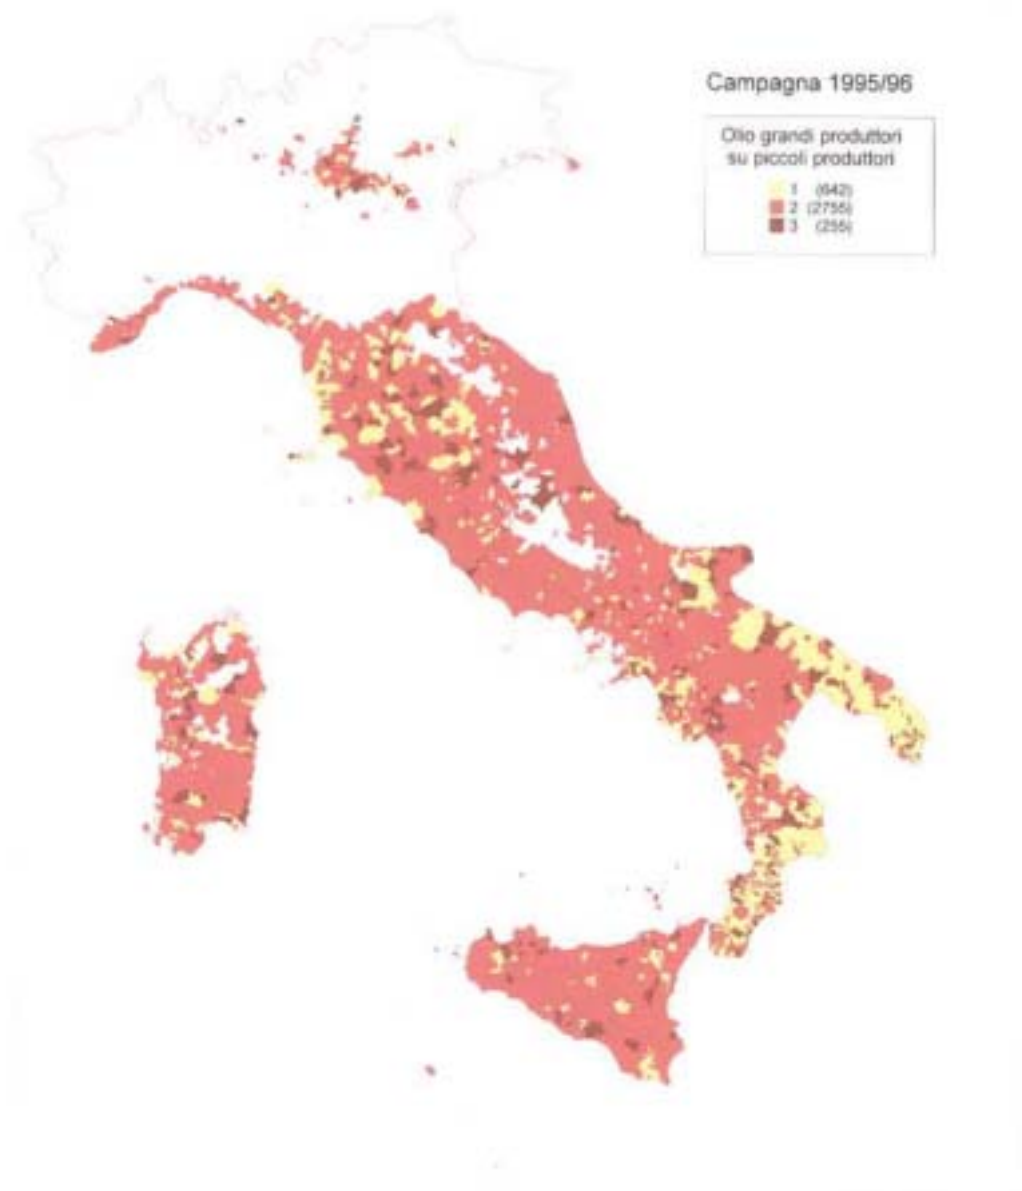 Campagna 1995/96
Olio grandi produttori
su piccoli produttori
1 (642)
2 (2755)
3 (255)